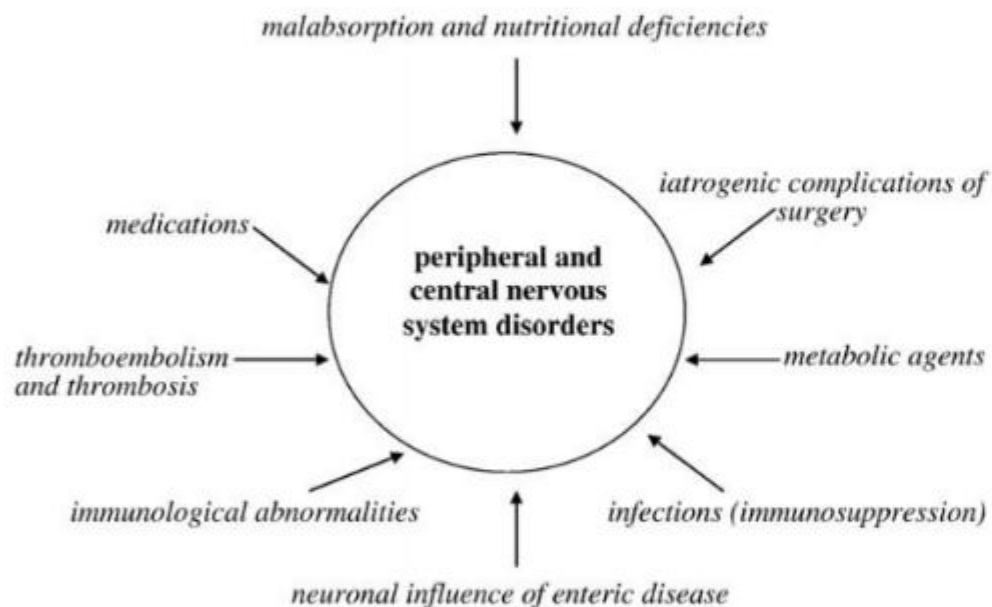 malabsorption and nutritional deficiencies
iatrogenic complications of
surgery
medications
peripheral and
central nervous
system disorders
thromboembolism
and thrombosis
metabolic agents
immunological abnormalities
infections (immunosuppression)
neuronal influence of enteric disease